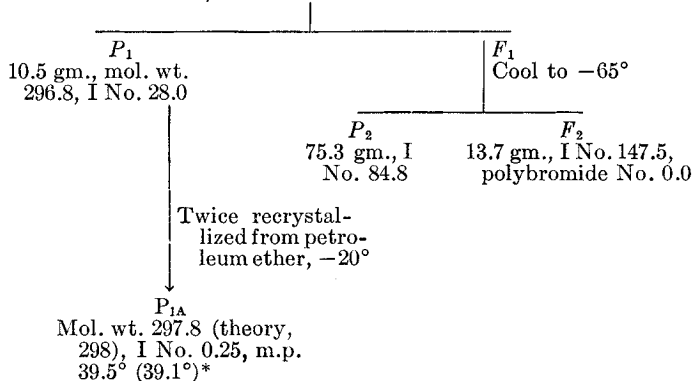 P₁
10.5 gm., mol. wt.
296.8, I No. 28.0
F₁
Cool to −65°
P₂
75.3 gm., I
No. 84.8
F₂
13.7 gm., I No. 147.5,
polybromide No. 0.0
Twice recrystal-
lized from petro-
leum ether, −20°
P₁ₐ
Mol. wt. 297.8 (theory,
298), I No. 0.25, m.p.
39.5° (39.1°)*